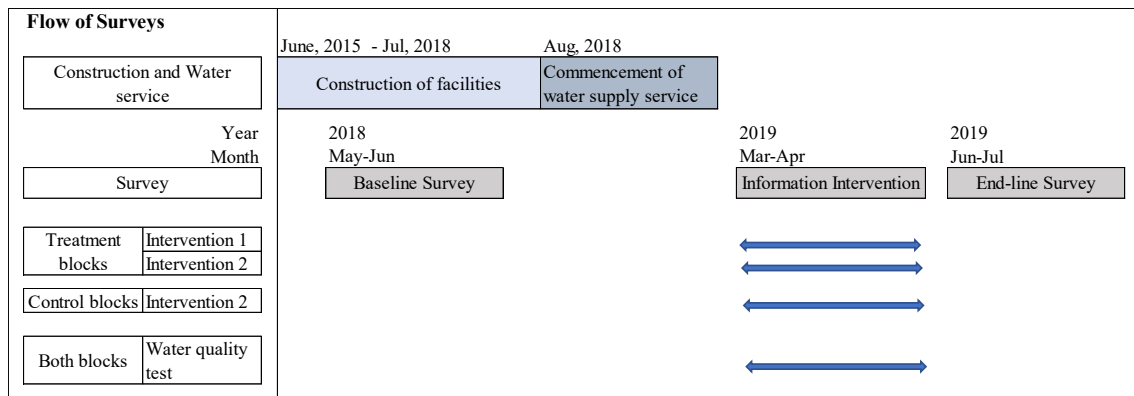 Flow of Surveys
June, 2015 - Jul, 2018
Aug, 2018
Construction and Water
service
Construction of facilities
Commencement of
water supply service
Year
Month
2018
May-Jun
2019
Mar-Apr
2019
Jun-Jul
Survey
Baseline Survey
Information Intervention
End-line Survey
Treatment
blocks
Intervention 1
Intervention 2
Control blocks
Intervention 2
Both blocks
Water quality
test